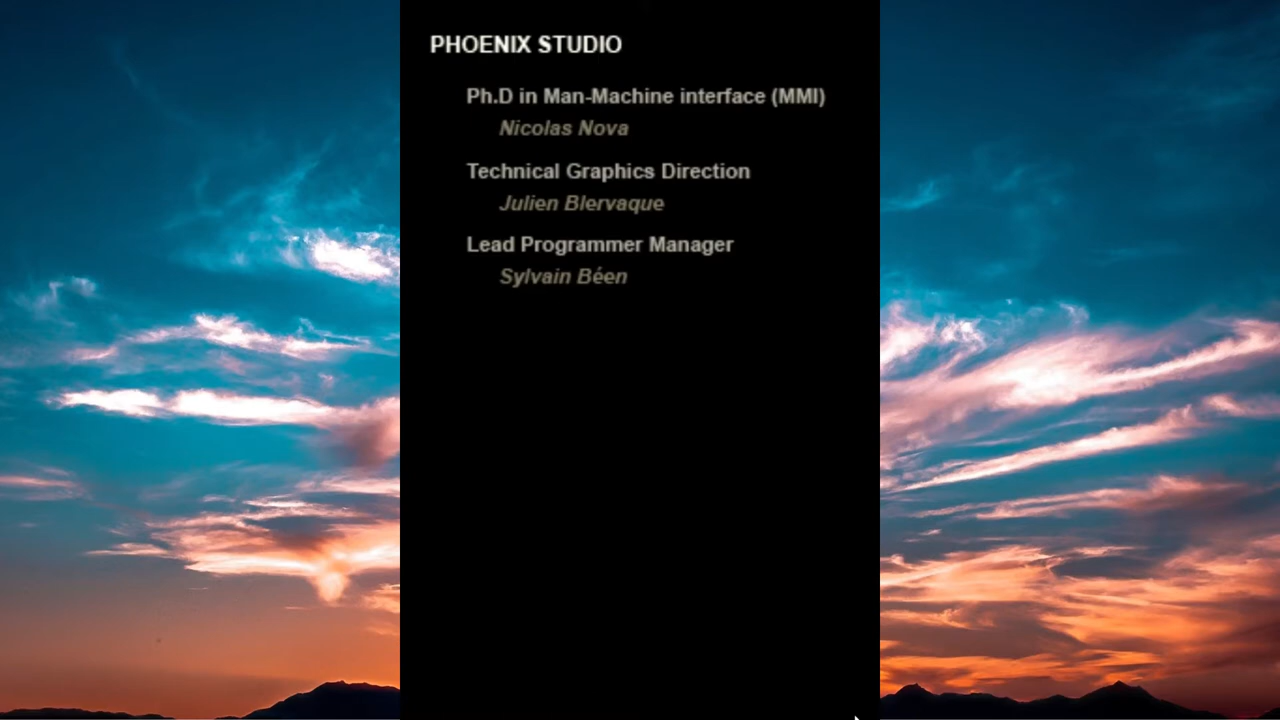 PHOENIX STUDIO
Ph.D in Man-Machine interface (MMI)
Nicolas Nova
Technical Graphics Direction
Julien Blervaque
Lead Programmer Manager
Sylvain Béen